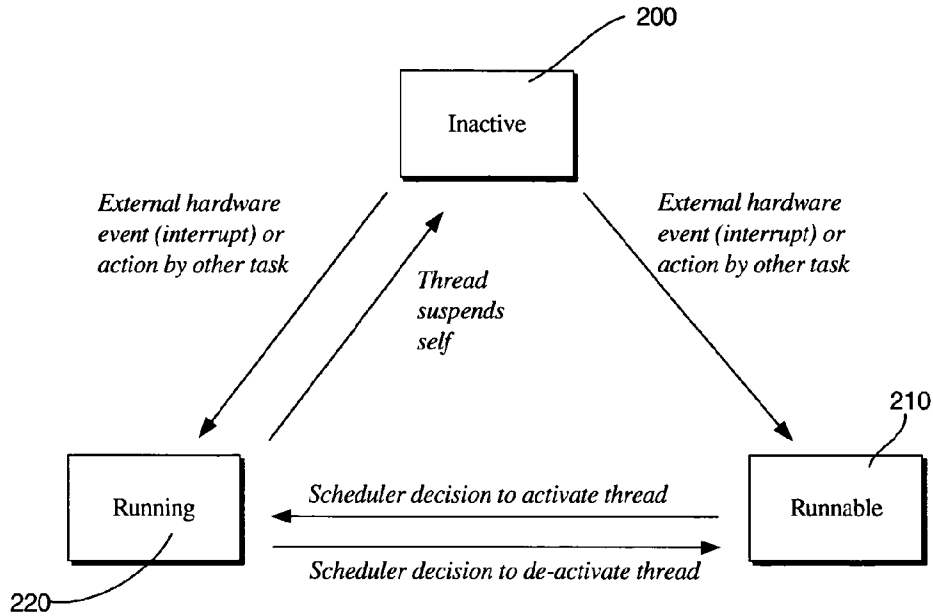 200
Inactive
External hardware
event (interrupt) or
action by other task
External hardware
event (interrupt) or
action by other task
Thread
suspends
self
210
Running
Scheduler decision to activate thread
Runnable
Scheduler decision to de-activate thread
220